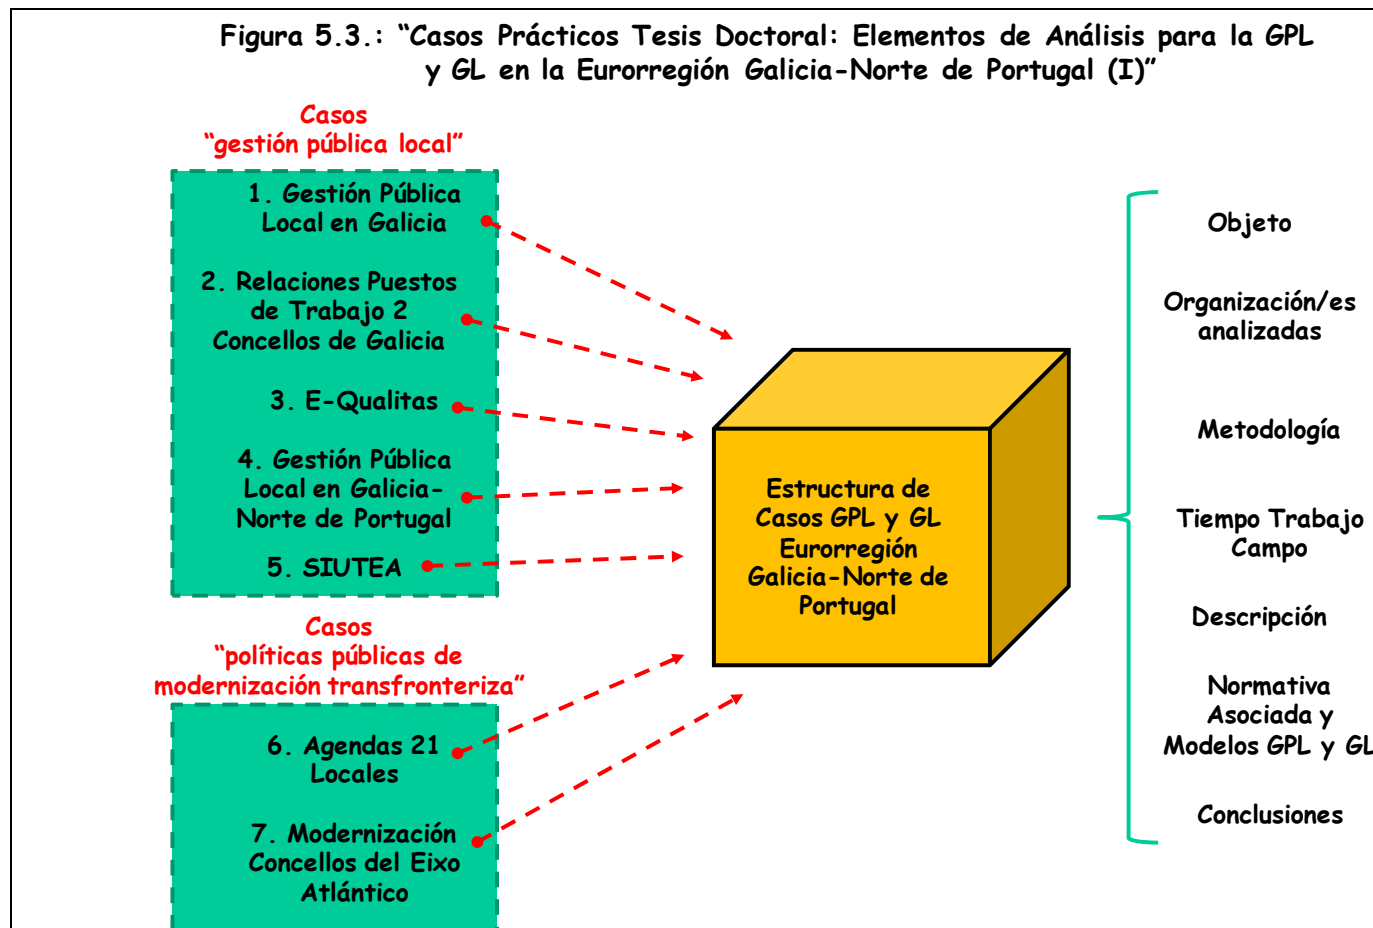 Figura 5.3.: “Casos Prácticos Tesis Doctoral: Elementos de Análisis para la GPL
y GL en la Eurorregión Galicia-Norte de Portugal (I)”
Casos
“gestión pública local”
1. Gestión Pública
Local en Galicia
2. Relaciones Puestos
de Trabajo 2
Concellos de Galicia
3. E-Qualitas
4. Gestión Pública
Local en Galicia-
Norte de Portugal
5. SIUTEA
Casos
“políticas públicas de
modernización transfronteriza”
6. Agendas 21
Locales
7. Modernización
Concellos del Eixo
Atlántico
Estructura de
Casos GPL y GL
Eurorregión
Galicia-Norte de
Portugal
Objeto
Organización/es
analizadas
Metodología
Tiempo Trabajo
Campo
Descripción
Normativa
Asociada y
Modelos GPL y GL
Conclusiones